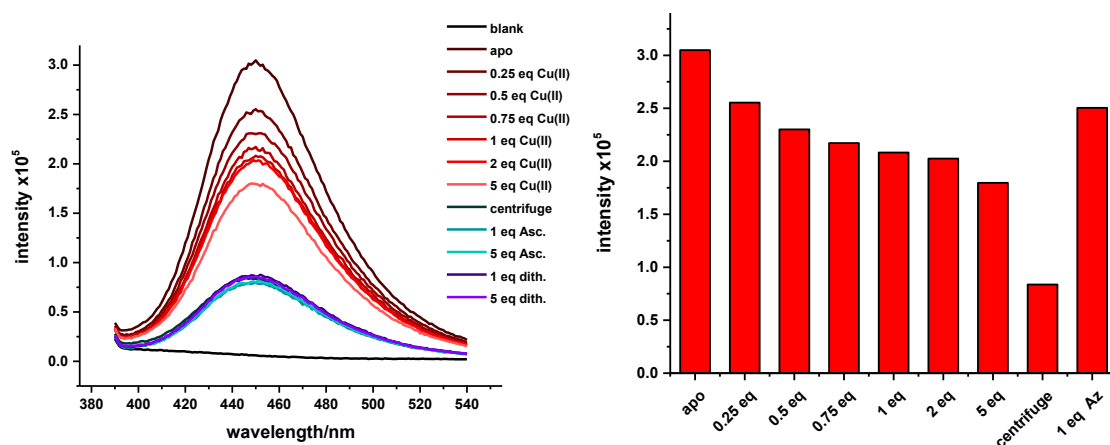 blank
apo
0.25 eq Cu(II)
0.5 eq Cu(II)
0.75 eq Cu(II)
1 eq Cu(II)
2 eq Cu(II)
5 eq Cu(II)
centrifuge
1 eq Asc.
5 eq Asc.
1 eq dith.
5 eq dith.
intensity x10⁵
3.0
2.5
2.0
1.5
1.0
0.5
0.0
380 400 420 440 460 480 500 520 540
wavelength/nm
intensity x10⁵
3.0
2.5
2.0
1.5
1.0
0.5
0.0
apo
0.25 eq
0.5 eq
0.75 eq
1 eq
2 eq
5 eq
centrifuge
1 eq Az